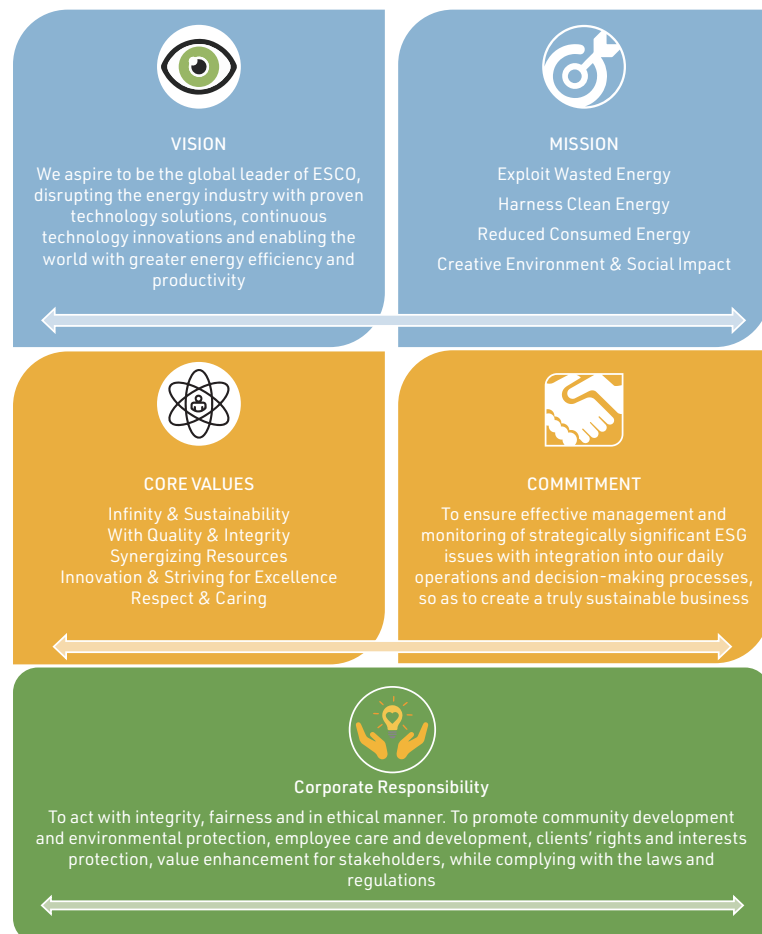 VISION
We aspire to be the global leader of ESCO,
disrupting the energy industry with proven
technology solutions, continuous
technology innovations and enabling the
world with greater energy efficiency and
productivity
MISSION
Exploit Wasted Energy
Harness Clean Energy
Reduced Consumed Energy
Creative Environment & Social Impact
CORE VALUES
Infinity & Sustainability
With Quality & Integrity
Synergizing Resources
Innovation & Striving for Excellence
Respect & Caring
COMMITMENT
To ensure effective management and
monitoring of strategically significant ESG
issues with integration into our daily
operations and decision-making processes,
so as to create a truly sustainable business
Corporate Responsibility
To act with integrity, fairness and in ethical manner. To promote community development
and environmental protection, employee care and development, clients’ rights and interests
protection, value enhancement for stakeholders, while complying with the laws and
regulations